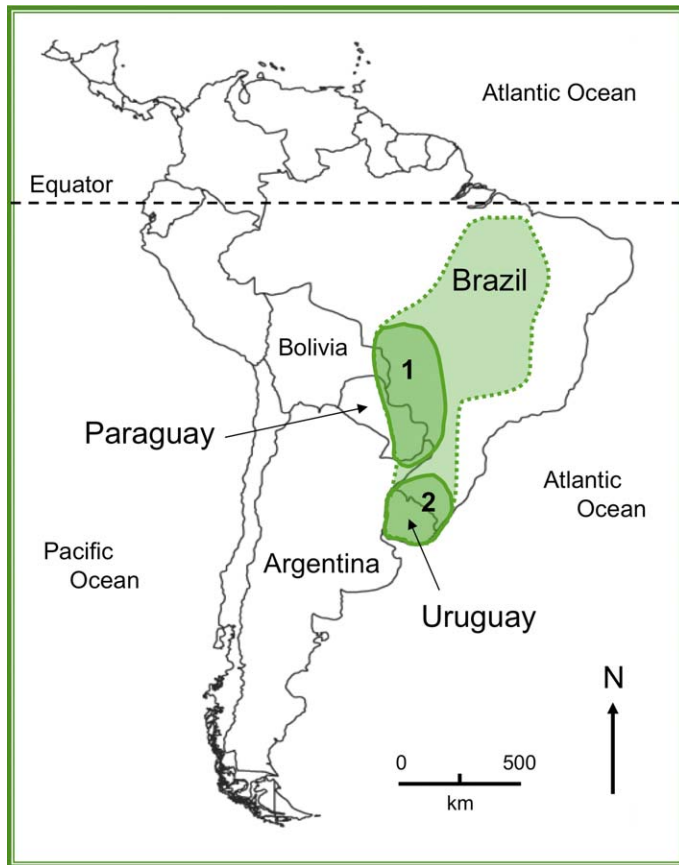 Atlantic Ocean
Equator
Brazil
Bolivia
1
Paraguay
Atlantic
Ocean
2
Pacific
Ocean
Argentina
Uruguay
N
0 500
km